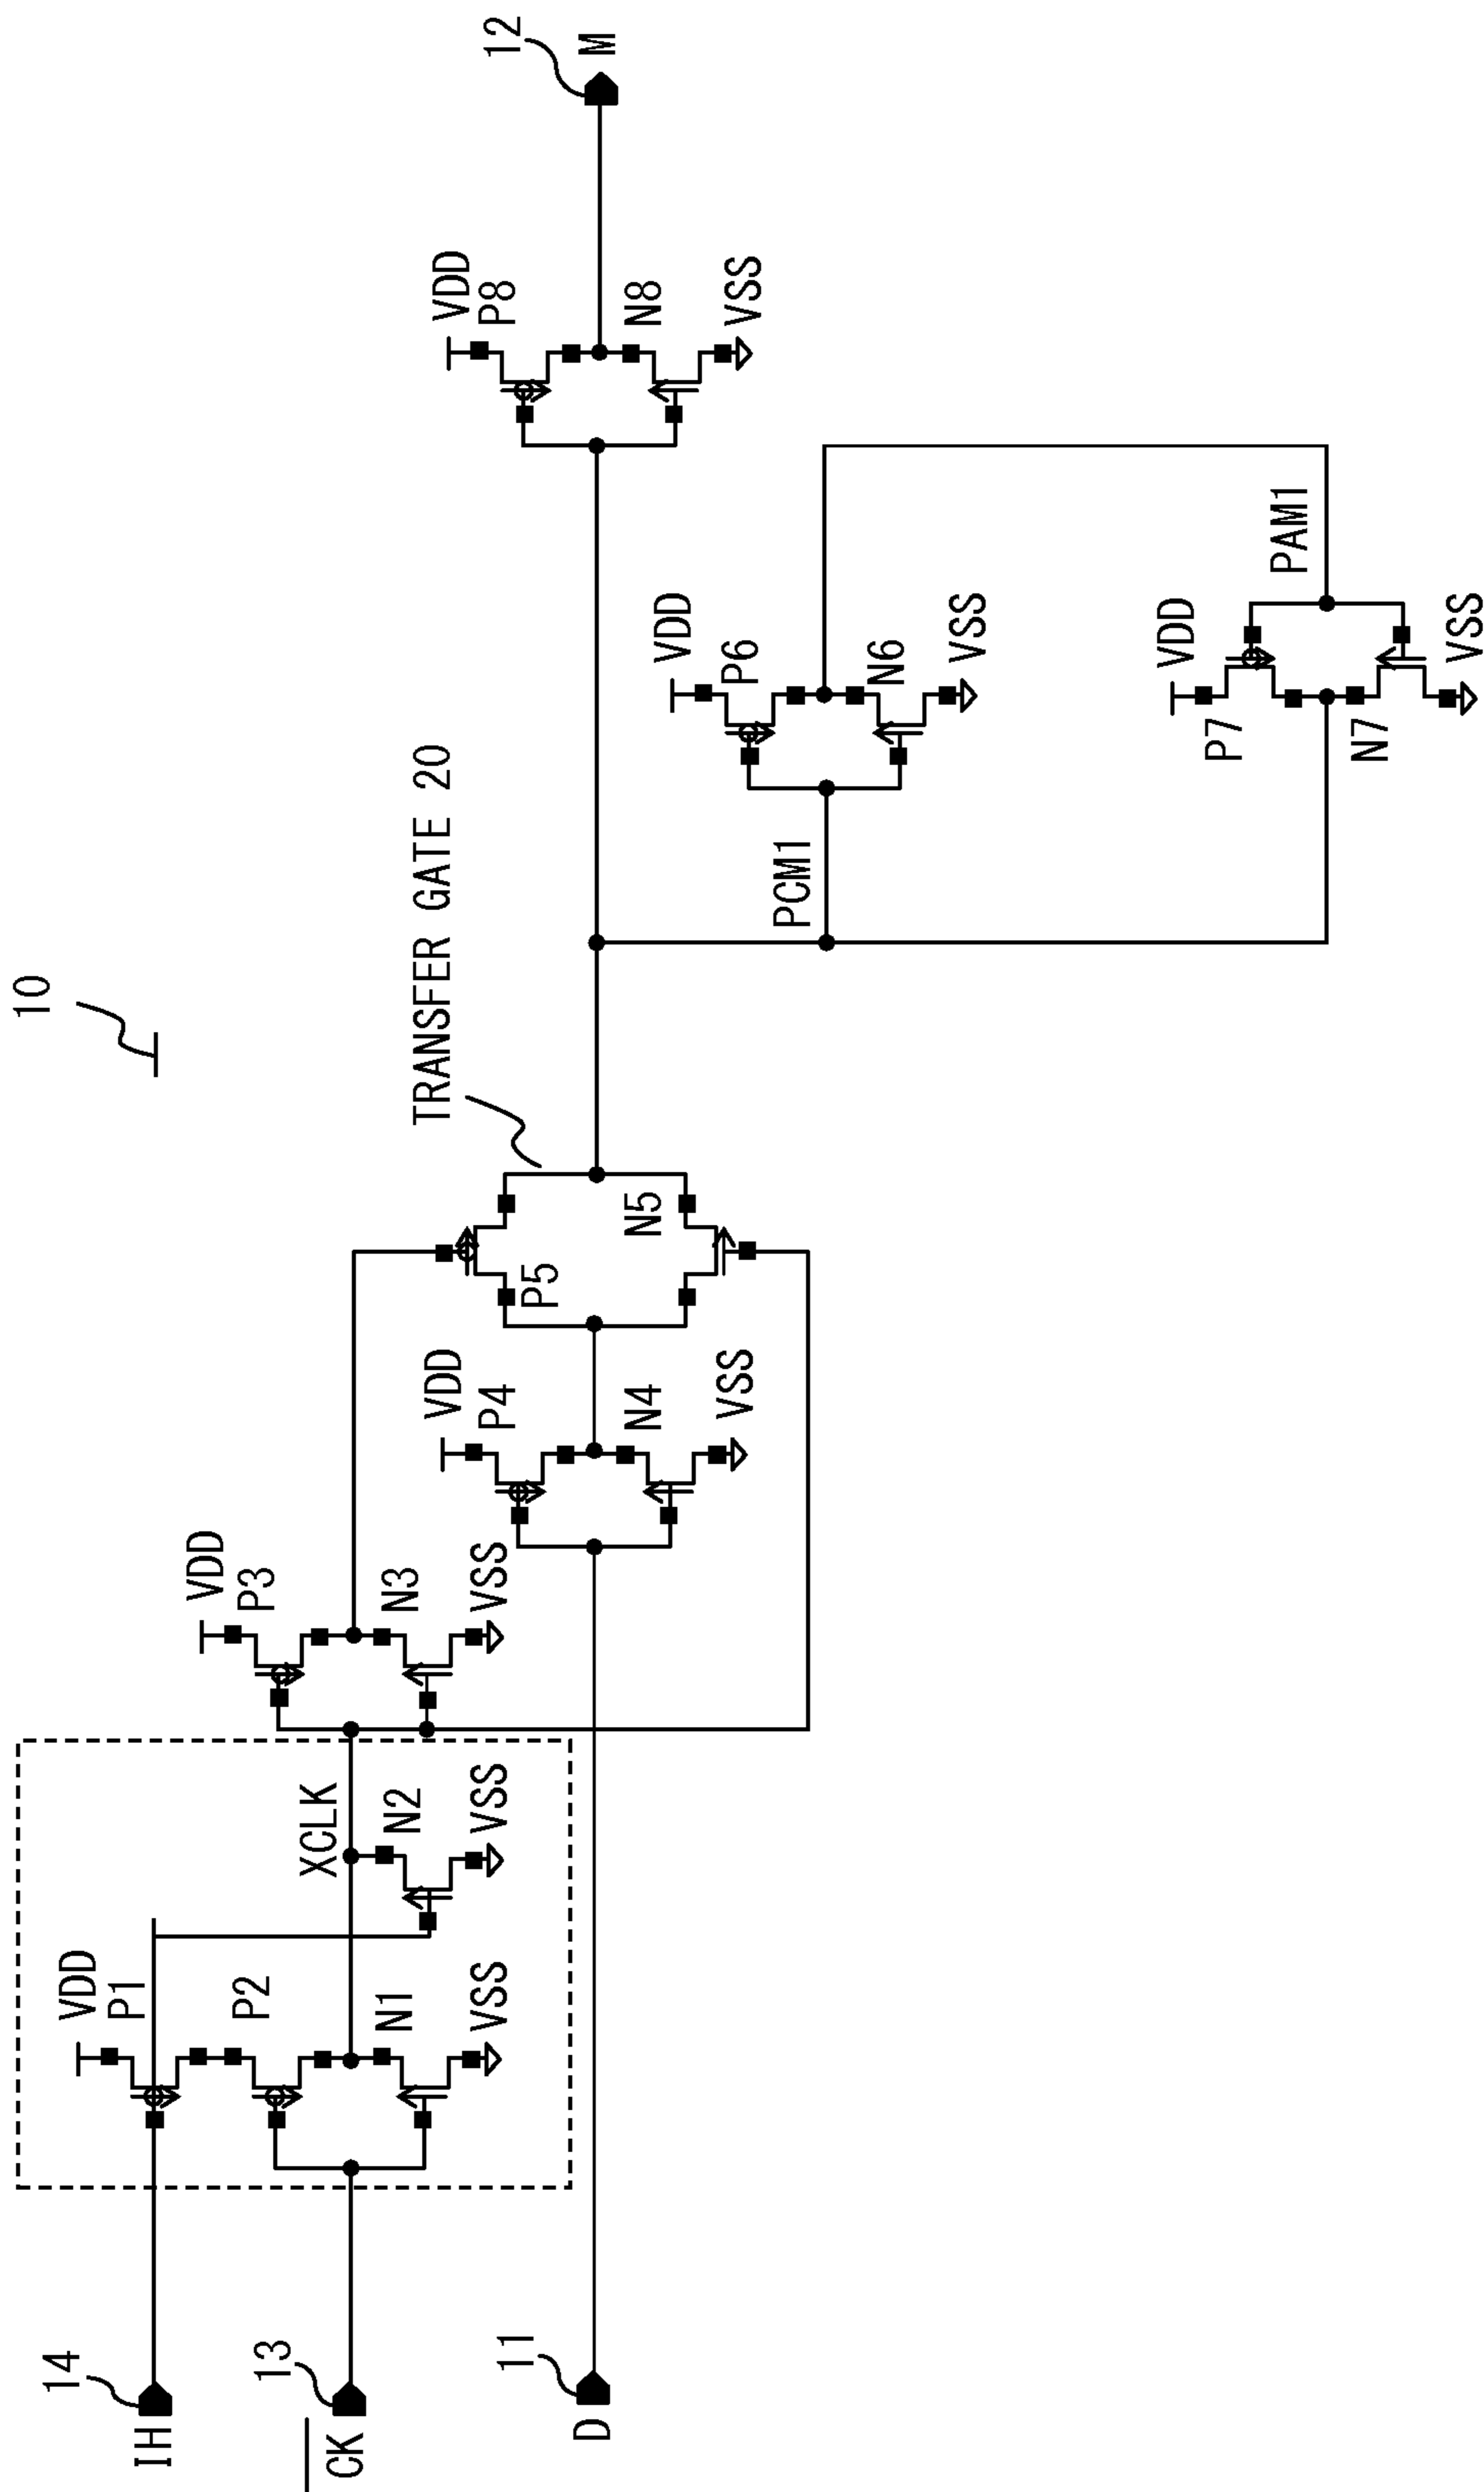 10
14
IH
13
C̅K̅
11
D
VDD
P1
P2
N1
VSS
XCLK
N2
VSS
VDD
P3
N3
VSS
VDD
P4
N4
VSS
P5
N5
TRANSFER GATE 20
PCM1
VDD
P6
N6
VSS
VDD
P7
N7
VSS
PAM1
VDD
P8
N8
VSS
12
M